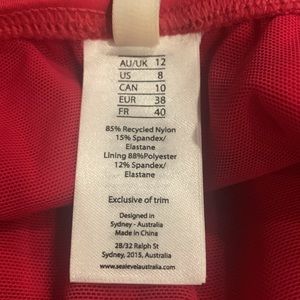 AU/UK 12
US 8
CAN 10
EUR 38
FR 40
85% Recycled Nylon
15% Spandex/
Elastane
Lining 88%Polyester
12% Spandex/
Elastane
Exclusive of trim
Designed in
Sydney - Australia
Made in China
2B/32 Ralph St
Sydney, 2015, Australia
www.sealevelaustralia.com